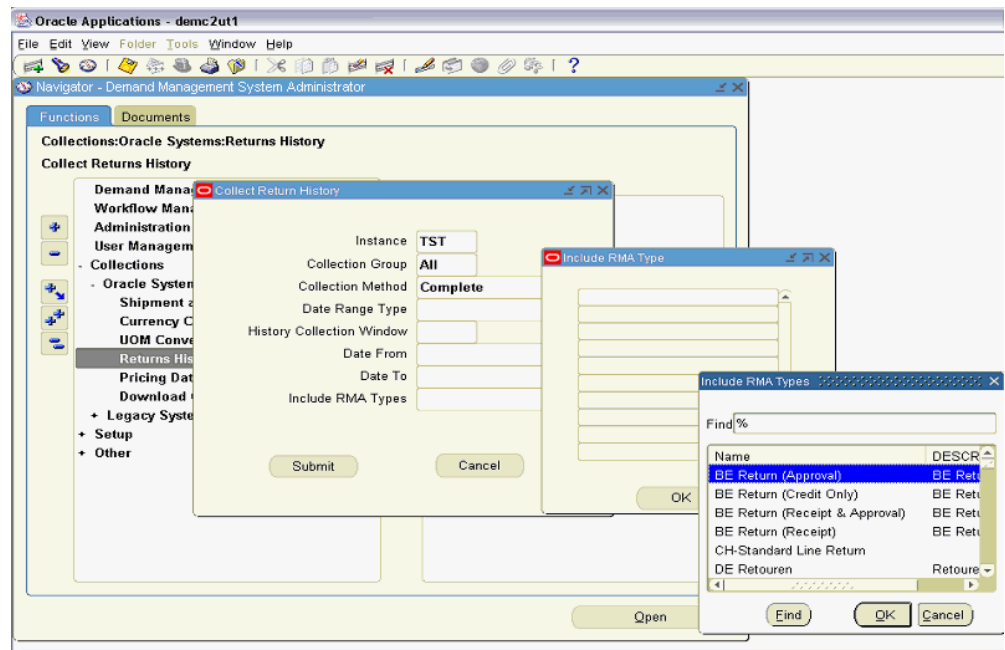 Oracle Applications - demc2ut1
File Edit View Folder Tools Window Help
Navigator - Demand Management System Administrator
Functions Documents
Collections:Oracle Systems:Returns History
Collect Returns History
Demand Mana
Workflow Man
Administration
User Managem
- Collections
- Oracle System
Shipment a
Currency C
UOM Conve
Returns His
Pricing Dat
Download
+ Legacy Syste
+ Setup
+ Other
Open
Collect Return History
Instance TST
Collection Group All
Collection Method Complete
Date Range Type
History Collection Window
Date From
Date To
Include RMA Types
Submit Cancel
Include RMA Type
OK
Include RMA Types
Find %
Name DESCR
BE Return (Approval) BE Retu
BE Return (Credit Only) BE Retu
BE Return (Receipt & Approval) BE Retu
BE Return (Receipt) BE Retu
CH-Standard Line Return
DE Retouren Retoure
Find OK Cancel